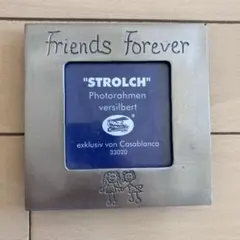 Friends Forever
"STROLCH"
Photorahmen
versilbert
exklusiv von Casablanca
33020